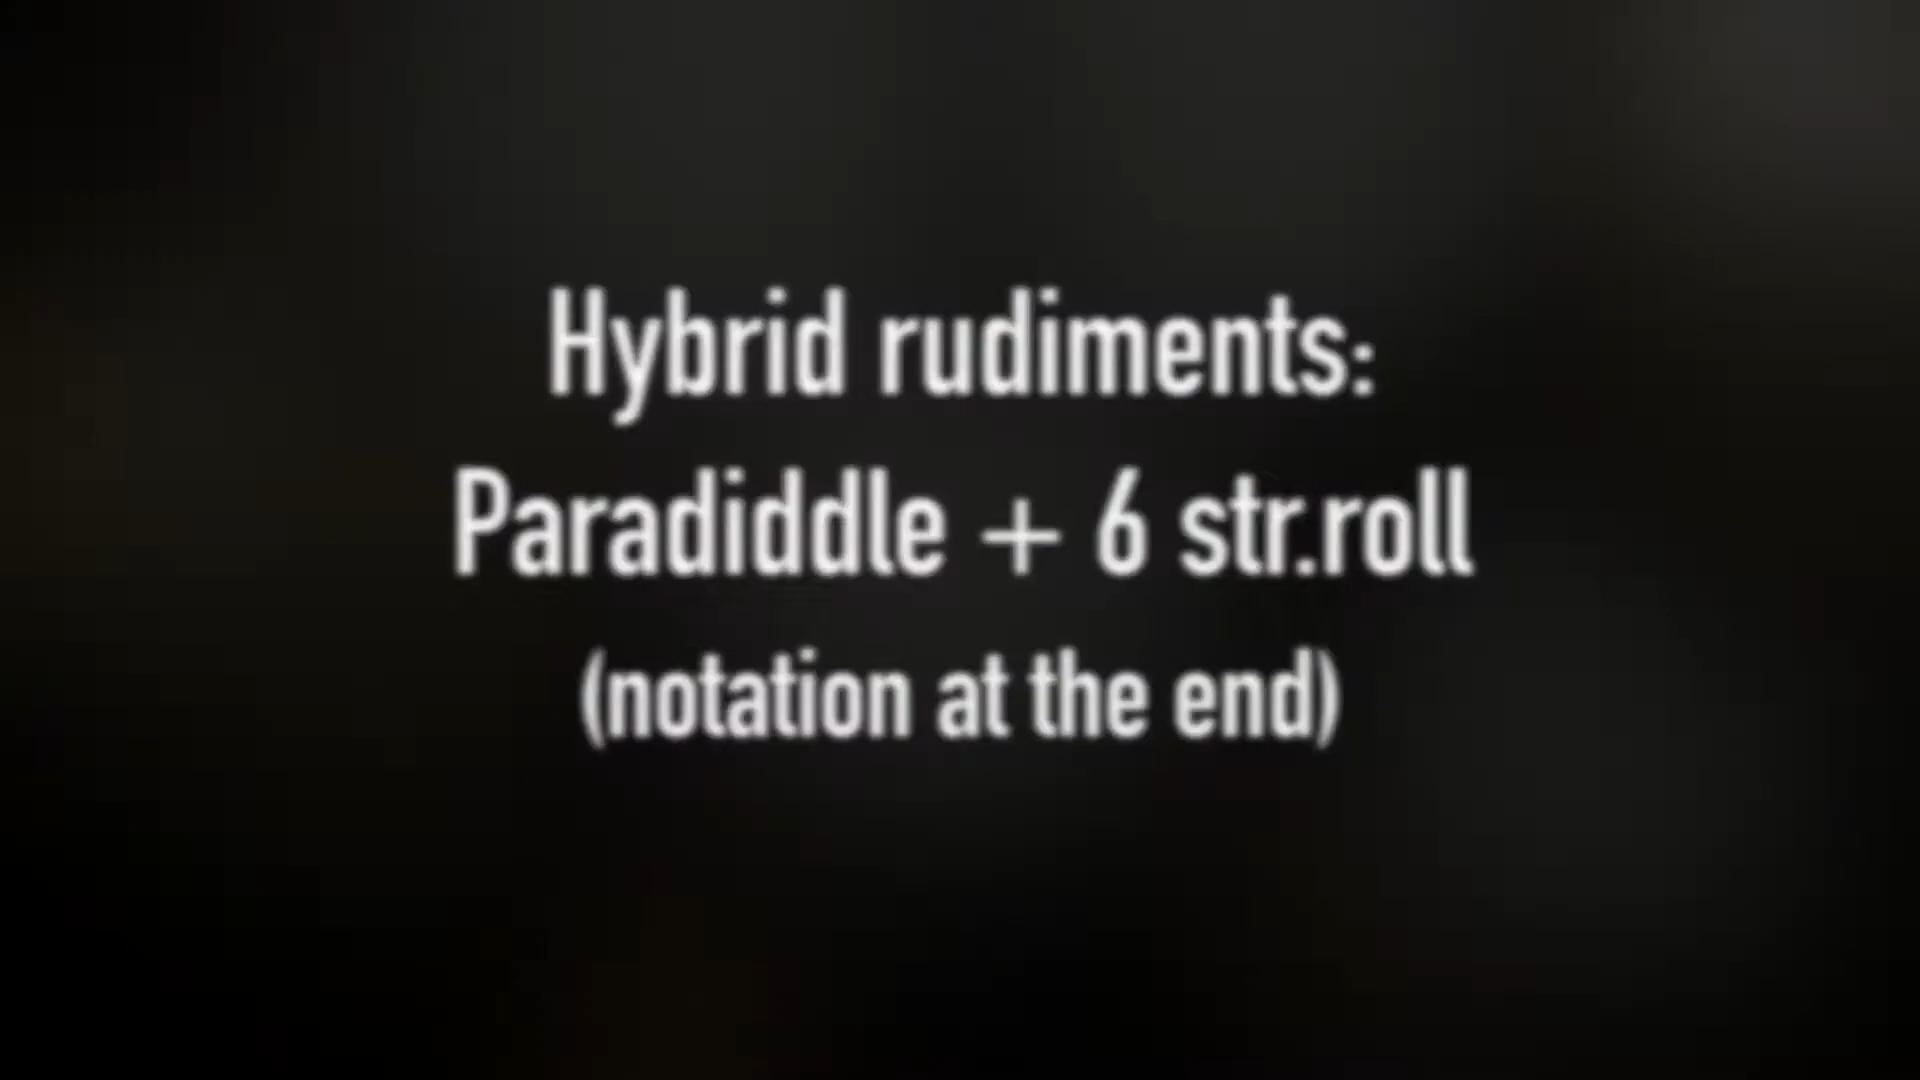 Hybrid rudiments:
Paradiddle + 6 str.roll
(notation at the end)